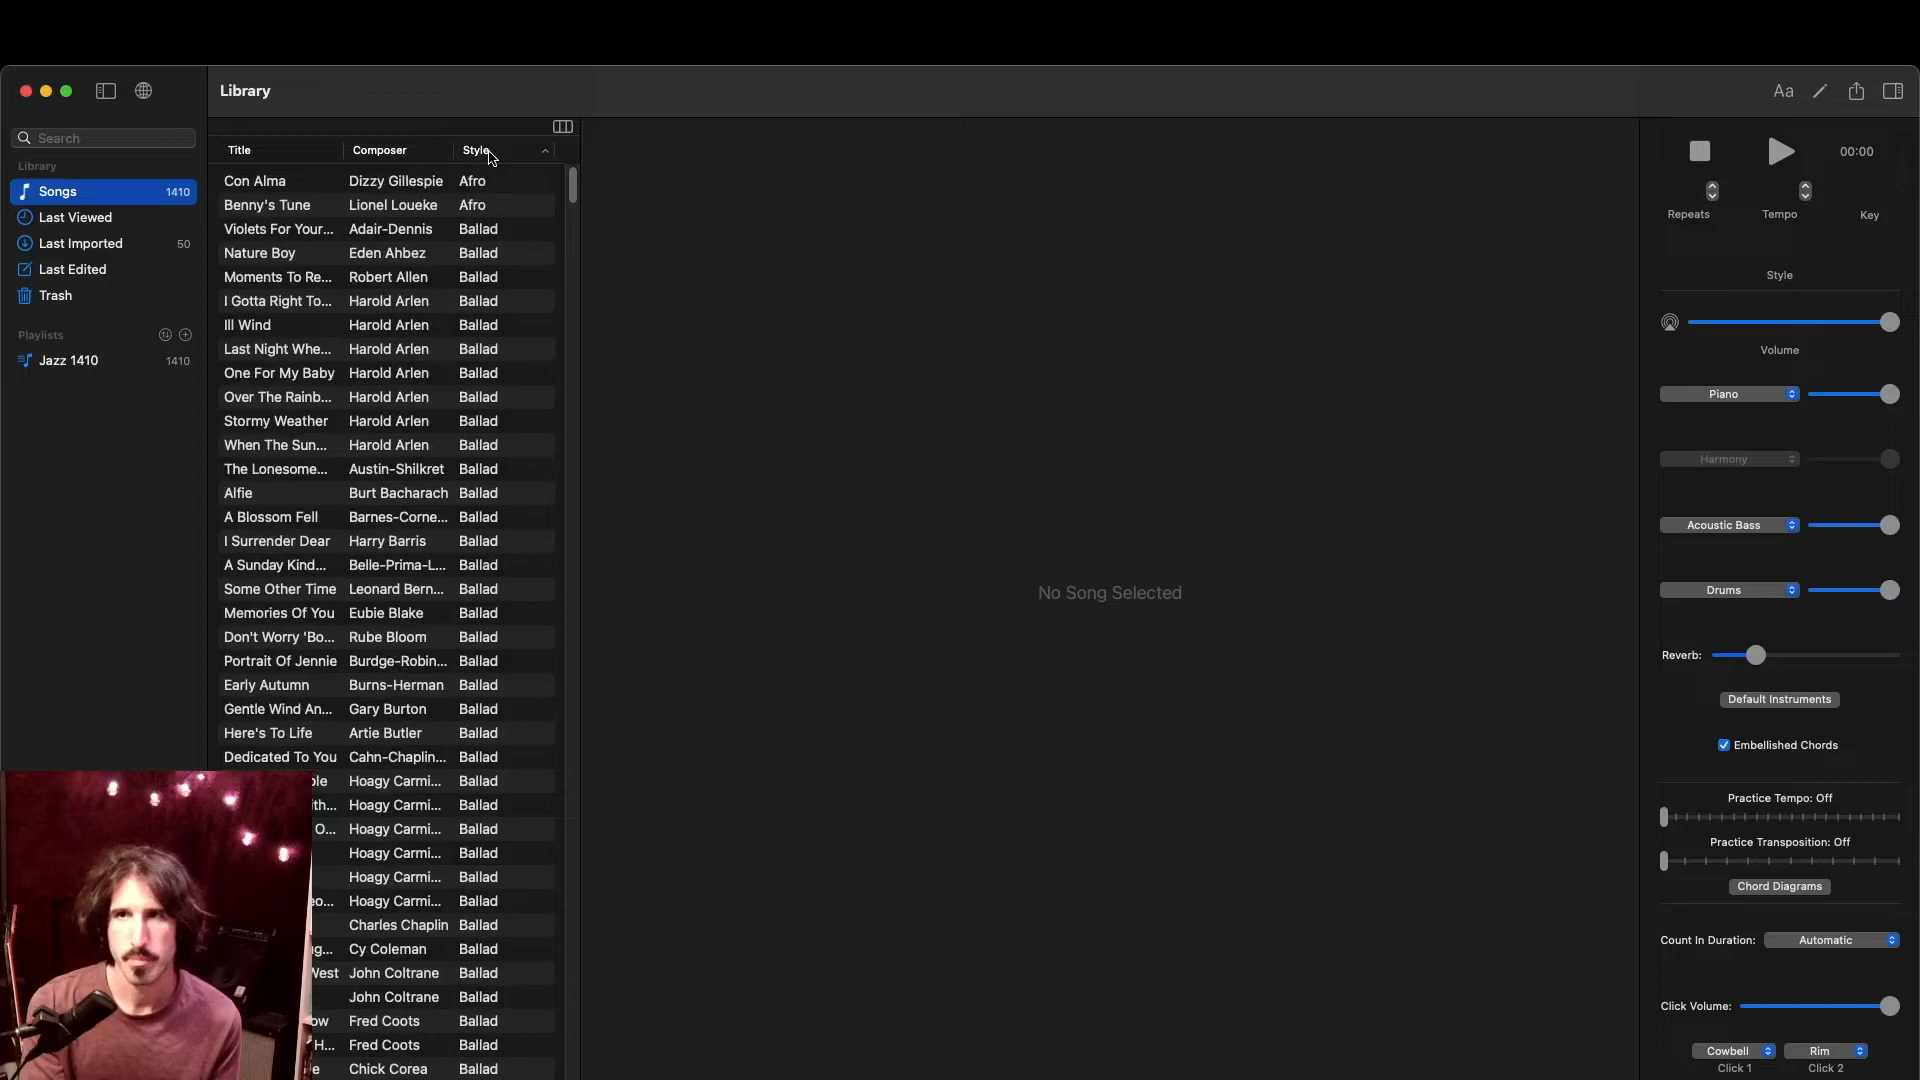 Library
Aa
Search
Library
Songs 1410
Last Viewed
Last Imported 50
Last Edited
Trash
Playlists
Jazz 1410 1410
Title Composer Style
Con Alma Dizzy Gillespie Afro
Benny's Tune Lionel Loueke Afro
Violets For Your... Adair-Dennis Ballad
Nature Boy Eden Ahbez Ballad
Moments To Re... Robert Allen Ballad
I Gotta Right To... Harold Arlen Ballad
Ill Wind Harold Arlen Ballad
Last Night Whe... Harold Arlen Ballad
One For My Baby Harold Arlen Ballad
Over The Rainb... Harold Arlen Ballad
Stormy Weather Harold Arlen Ballad
When The Sun... Harold Arlen Ballad
The Lonesome... Austin-Shilkret Ballad
Alfie Burt Bacharach Ballad
A Blossom Fell Barnes-Corne... Ballad
I Surrender Dear Harry Barris Ballad
A Sunday Kind... Belle-Prima-L... Ballad
Some Other Time Leonard Bern... Ballad
Memories Of You Eubie Blake Ballad
Don't Worry 'Bo... Rube Bloom Ballad
Portrait Of Jennie Burdge-Robin... Ballad
Early Autumn Burns-Herman Ballad
Gentle Wind An... Gary Burton Ballad
Here's To Life Artie Butler Ballad
Dedicated To You Cahn-Chaplin... Ballad
ble Hoagy Carmi... Ballad
ith... Hoagy Carmi... Ballad
O... Hoagy Carmi... Ballad
Hoagy Carmi... Ballad
Hoagy Carmi... Ballad
eo... Hoagy Carmi... Ballad
Charles Chaplin Ballad
ug... Cy Coleman Ballad
West John Coltrane Ballad
John Coltrane Ballad
ow Fred Coots Ballad
H... Fred Coots Ballad
e Chick Corea Ballad
No Song Selected
00:00
Repeats Tempo Key
Style
Volume
Piano
Harmony
Acoustic Bass
Drums
Reverb:
Default Instruments
Embellished Chords
Practice Tempo: Off
Practice Transposition: Off
Chord Diagrams
Count In Duration: Automatic
Click Volume:
Cowbell Rim
Click 1 Click 2